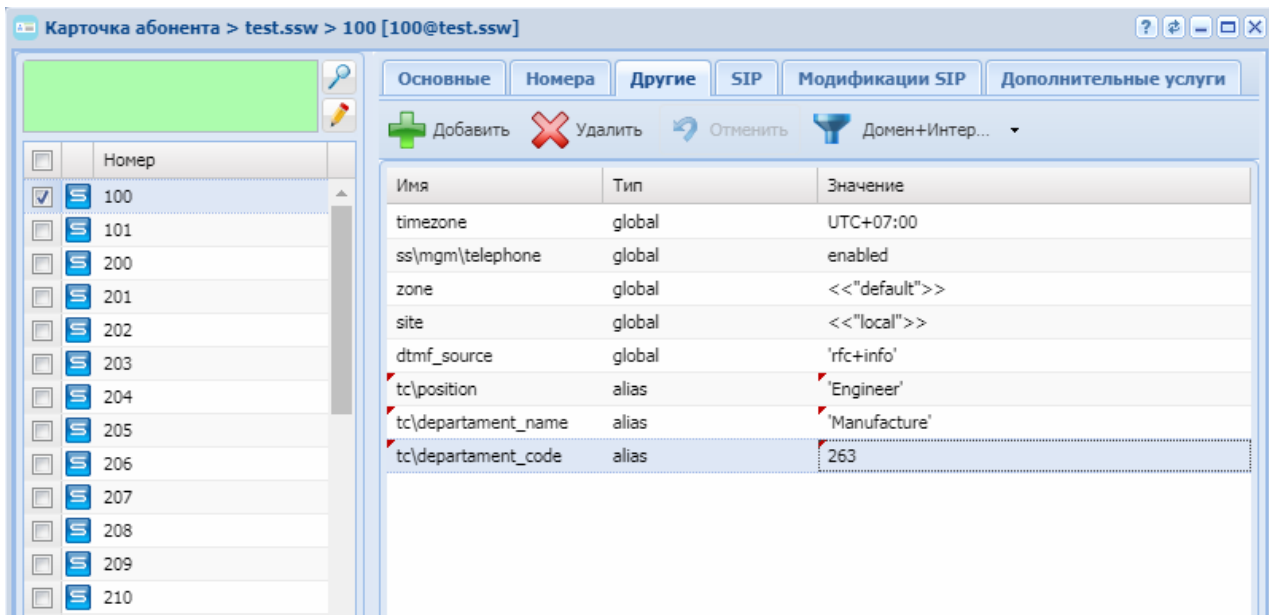 Карточка абонента > test.ssw > 100 [100@test.ssw]
Основные Номера Другие SIP Модификации SIP Дополнительные услуги
Добавить Удалить Отменить Домен+Интер...
Номер
100
101
200
201
202
203
204
205
206
207
208
209
210
Имя Тип Значение
timezone global UTC+07:00
ss\mgm\telephone global enabled
zone global <<"default">>
site global <<"local">>
dtmf_source global 'rfc+info'
tc\position alias 'Engineer'
tc\departament_name alias 'Manufacture'
tc\departament_code alias 263